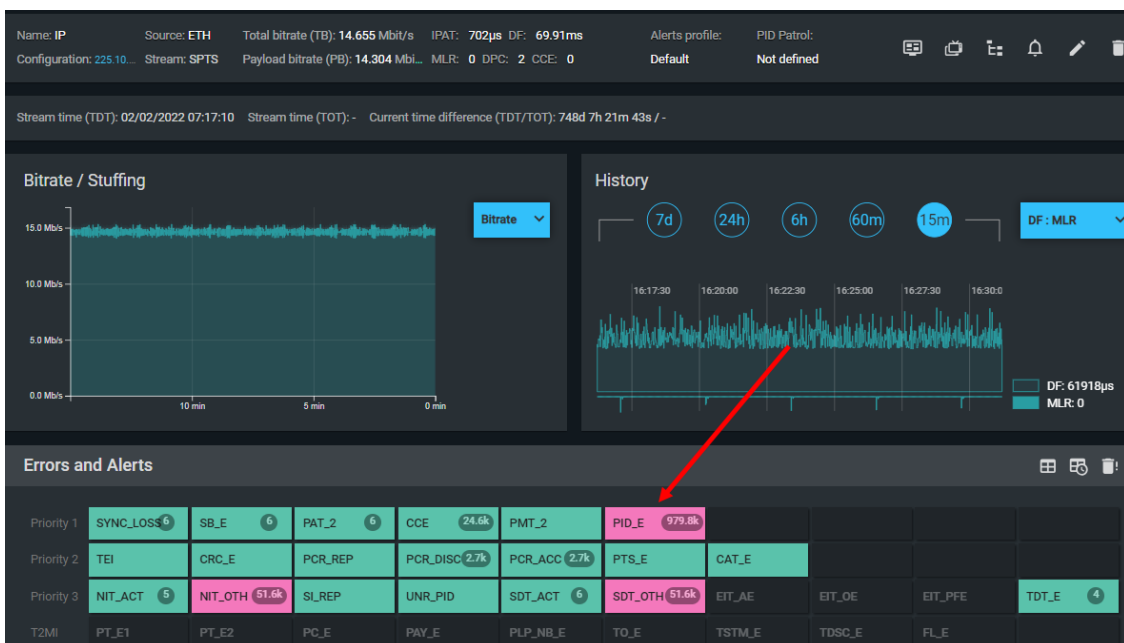 Name: IP Source: ETH Total bitrate (TB): 14.655 Mbit/s IPAT: 702µs DF: 69.91ms Alerts profile: PID Patrol:
Configuration: 225.10... Stream: SPTS Payload bitrate (PB): 14.304 Mbi... MLR: 0 DPC: 2 CCE: 0 Default Not defined
Stream time (TDT): 02/02/2022 07:17:10 Stream time (TOT): - Current time difference (TDT/TOT): 748d 7h 21m 43s / -
Bitrate / Stuffing
Bitrate
15.0 Mb/s
10.0 Mb/s
5.0 Mb/s
0.0 Mb/s
10 min 5 min 0 min
History
7d 24h 6h 60m 15m DF : MLR
16:17:30 16:20:00 16:22:30 16:25:00 16:27:30 16:30:0
DF: 61918µs
MLR: 0
Errors and Alerts
Priority 1 SYNC_LOSS 6 SB_E 6 PAT_2 6 CCE 24.6k PMT_2 PID_E 979.8k
Priority 2 TEI CRC_E PCR_REP PCR_DISC 2.7k PCR_ACC 2.7k PTS_E CAT_E
Priority 3 NIT_ACT 5 NIT_OTH 51.6k SI_REP UNR_PID SDT_ACT 6 SDT_OTH 51.6k EIT_AE EIT_OE EIT_PFE TDT_E 4
T2MI PT_E1 PT_E2 PC_E PAY_E PLP_NB_E TO_E TSTM_E TDSC_E FL_E